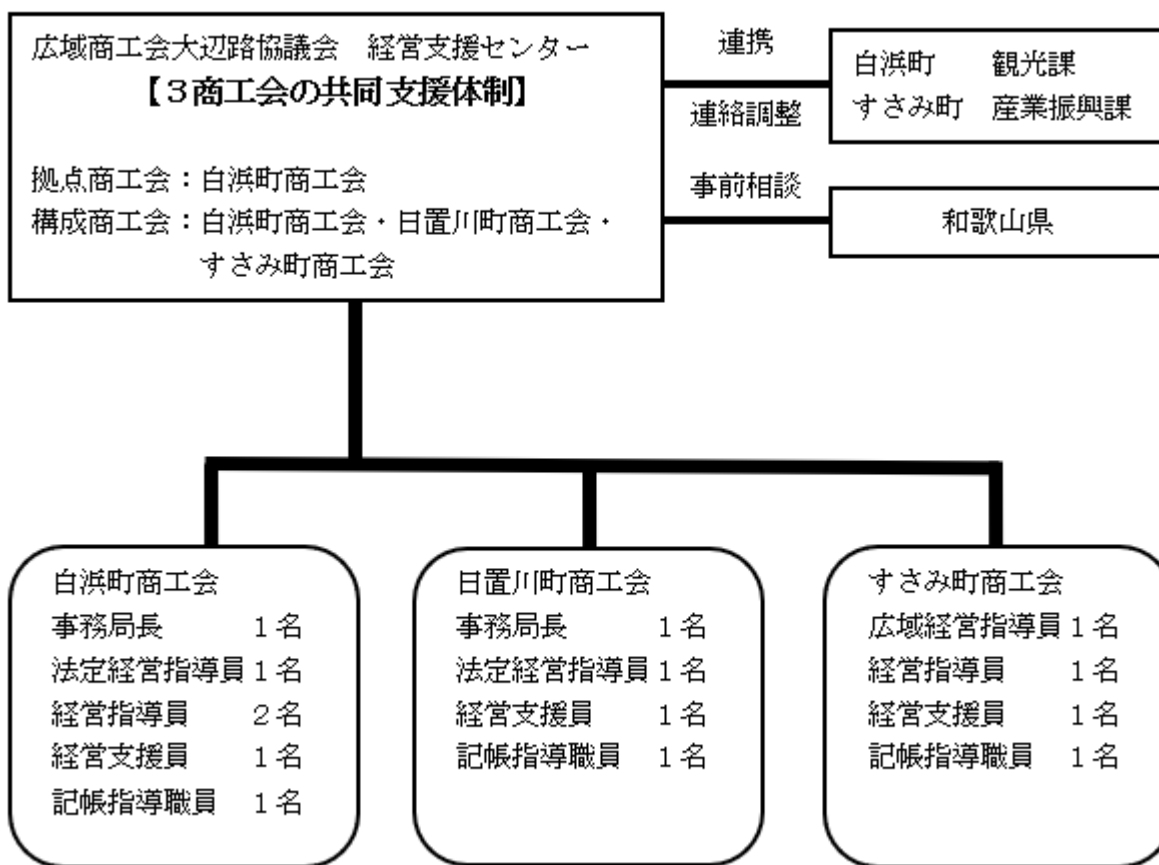 広域商工会大辺路協議会　経営支援センター
【３商工会の共同支援体制】
拠点商工会：白浜町商工会
構成商工会：白浜町商工会・日置川町商工会・
すさみ町商工会
連携
連絡調整
白浜町　観光課
すさみ町　産業振興課
事前相談
和歌山県
白浜町商工会
事務局長　１名
法定経営指導員１名
経営指導員　２名
経営支援員　１名
記帳指導職員　１名
日置川町商工会
事務局長　１名
法定経営指導員１名
経営支援員　１名
記帳指導職員　１名
すさみ町商工会
広域経営指導員１名
経営指導員　１名
経営支援員　１名
記帳指導職員　１名